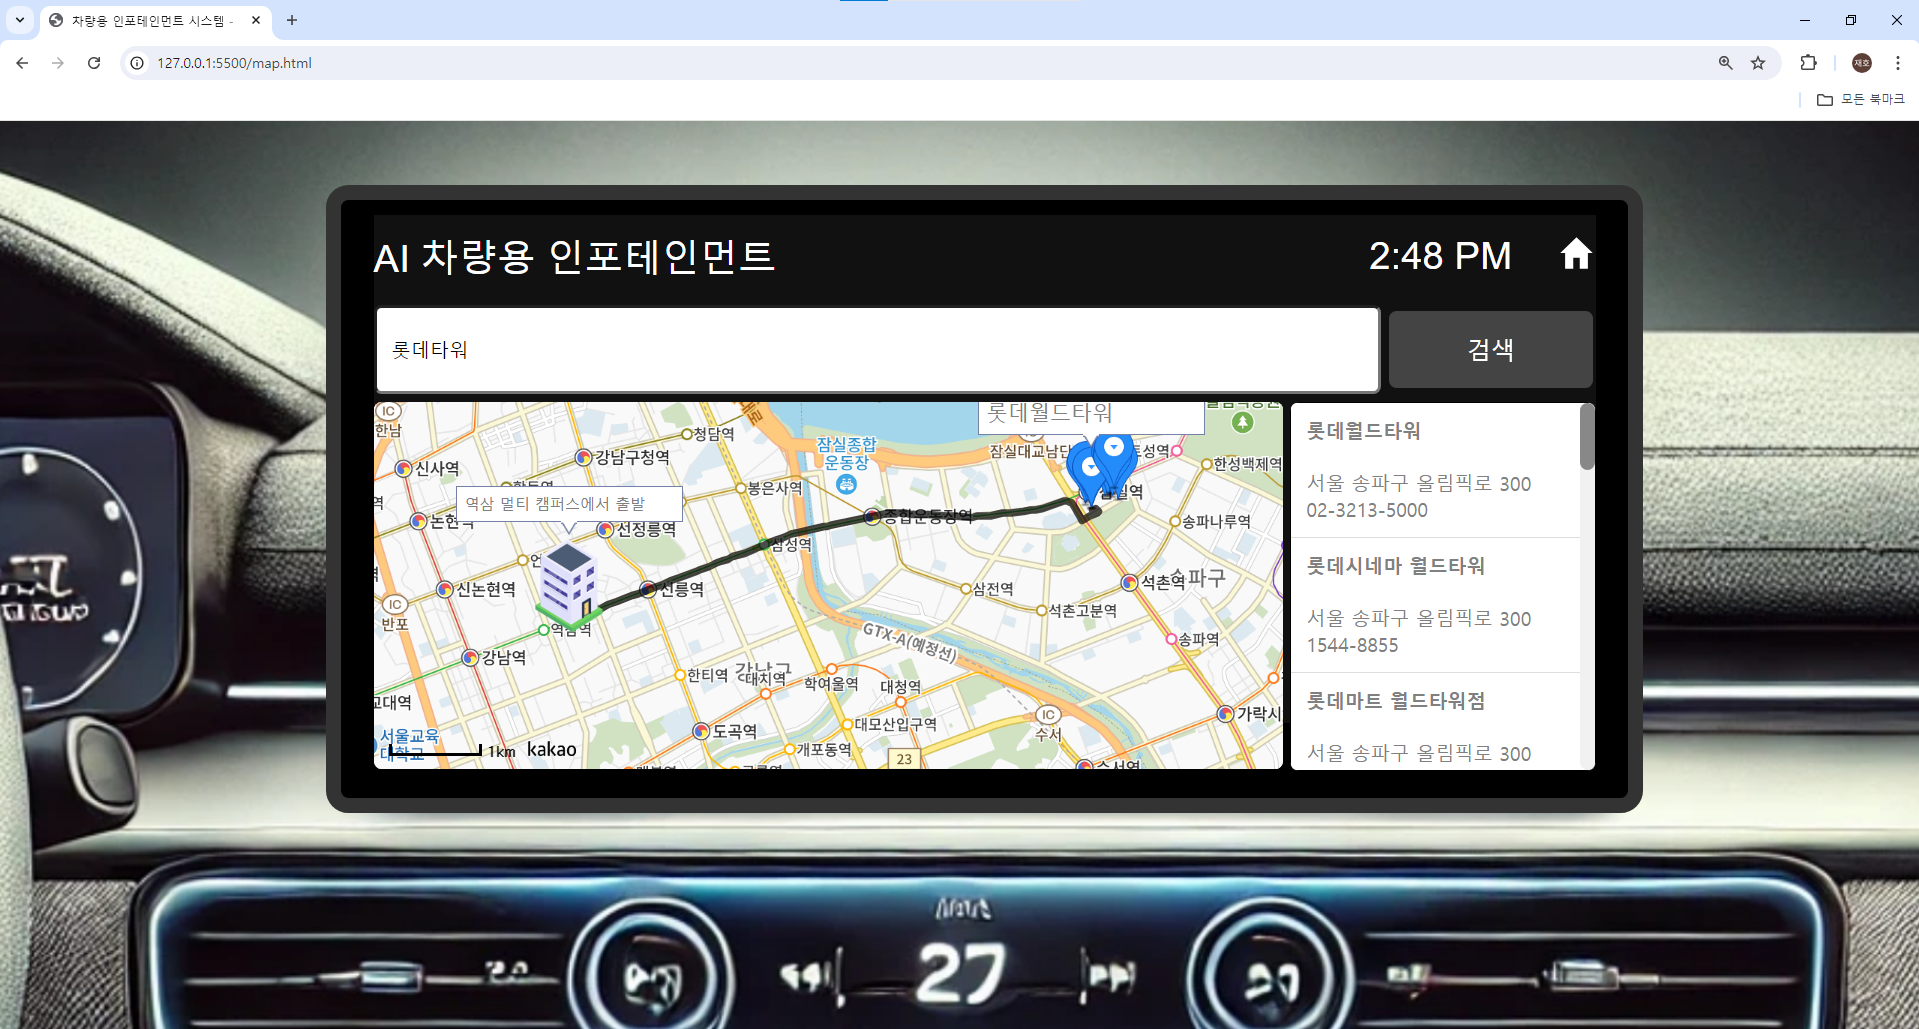 차량용 인포테인먼트 시스템 -
127.0.0.1:5500/map.html
재호
모든 북마크
AI 차량용 인포테인먼트
2:48 PM
롯데타워
검색
IC
한남
신사역
강남구청역
청담역
잠실종합
운동장
롯데월드타워
한성백제역
봉은사역
역삼 멀티 캠퍼스에서 출발
선정릉역
종합운동장역
삼성역
송파나루역
신논현역
선릉역
삼전역
석촌역
송파구
석촌고분역
IC
반포
역삼역
강남역
GTX-A(예정선)
송파역
한티역
강남구
대치역
학여울역
대청역
교대역
서울교육
대학교
1km
kakao
도곡역
대모산입구역
개포동역
IC
수서
가락시
23
수서역
롯데월드타워
서울 송파구 올림픽로 300
02-3213-5000
롯데시네마 월드타워
서울 송파구 올림픽로 300
1544-8855
롯데마트 월드타워점
서울 송파구 올림픽로 300
27